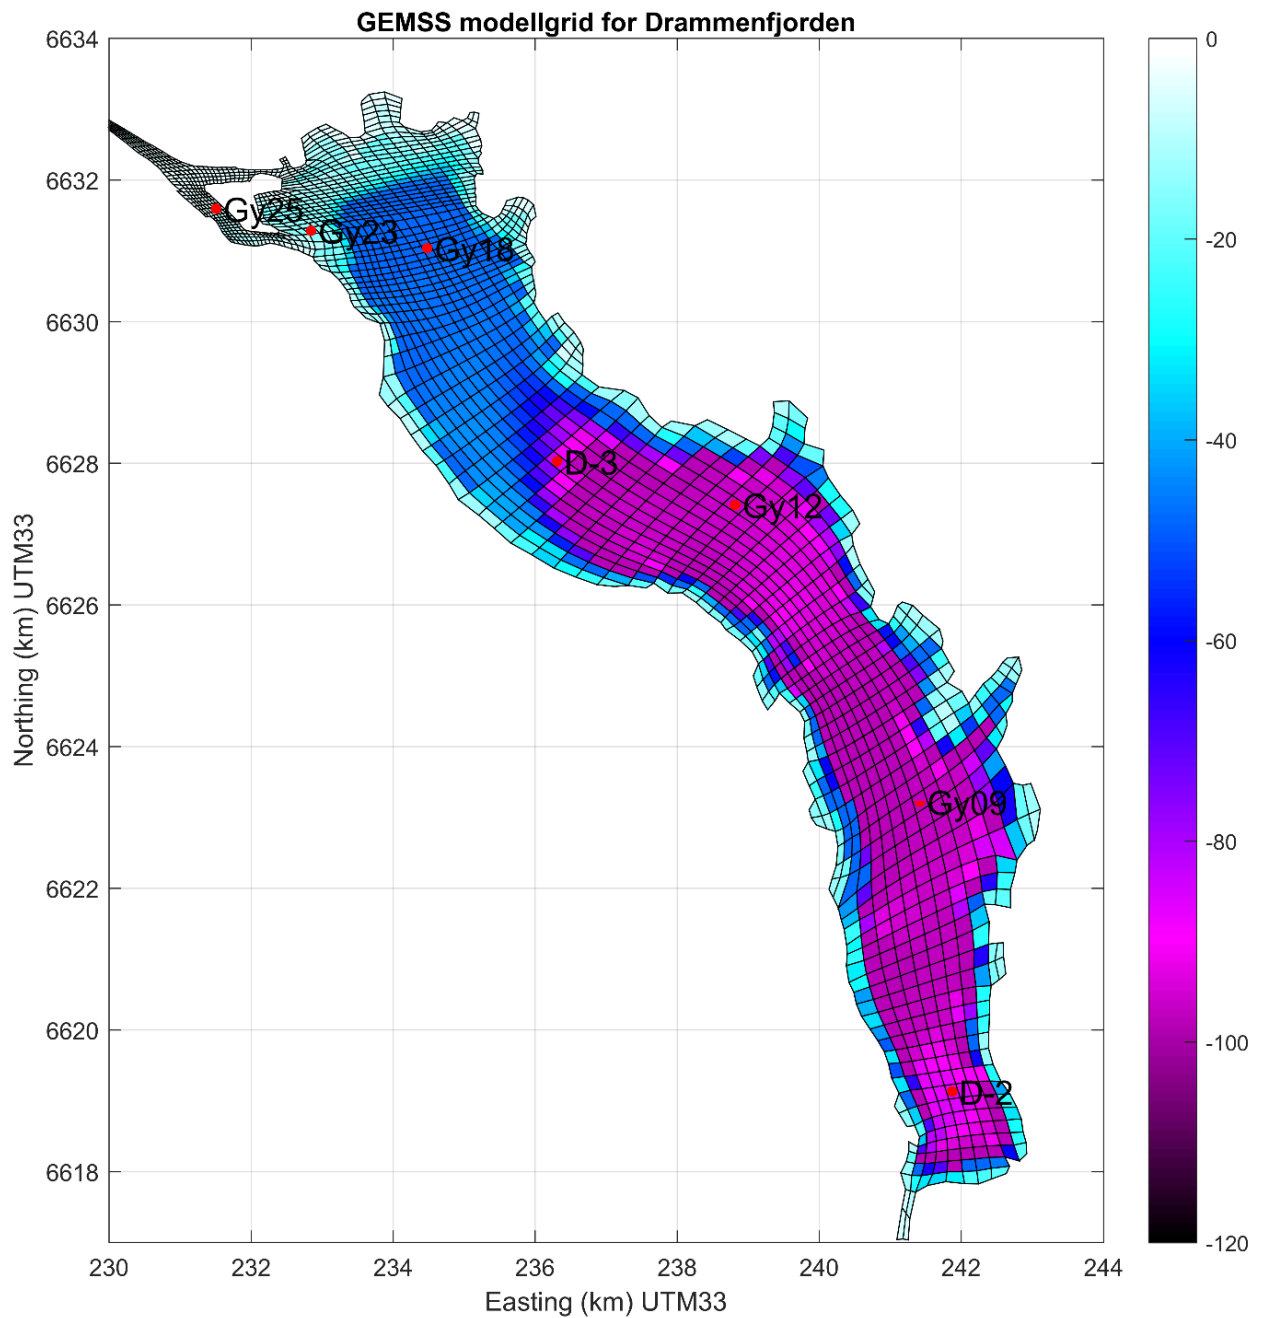 GEMSS modellgrid for Drammenfjorden
6634
6632
6630
6628
6626
6624
6622
6620
6618
Northing (km) UTM33
Gy25
Gy23
Gy18
D-3
Gy12
Gy09
D-2
230
232
234
236
238
240
242
244
Easting (km) UTM33
0
-20
-40
-60
-80
-100
-120